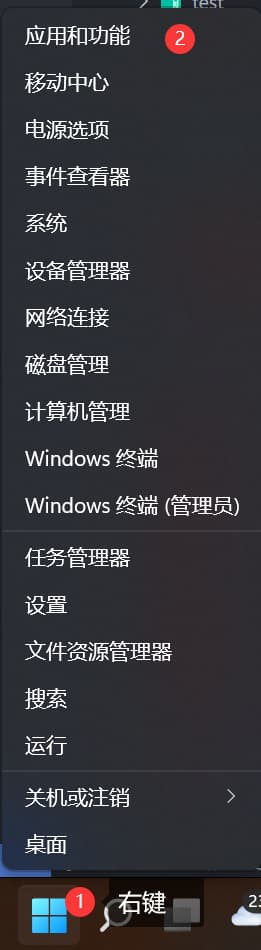 test
应用和功能 2
移动中心
电源选项
事件查看器
系统
设备管理器
网络连接
磁盘管理
计算机管理
Windows 终端
Windows 终端 (管理员)
任务管理器
设置
文件资源管理器
搜索
运行
关机或注销
桌面
1 右键 23